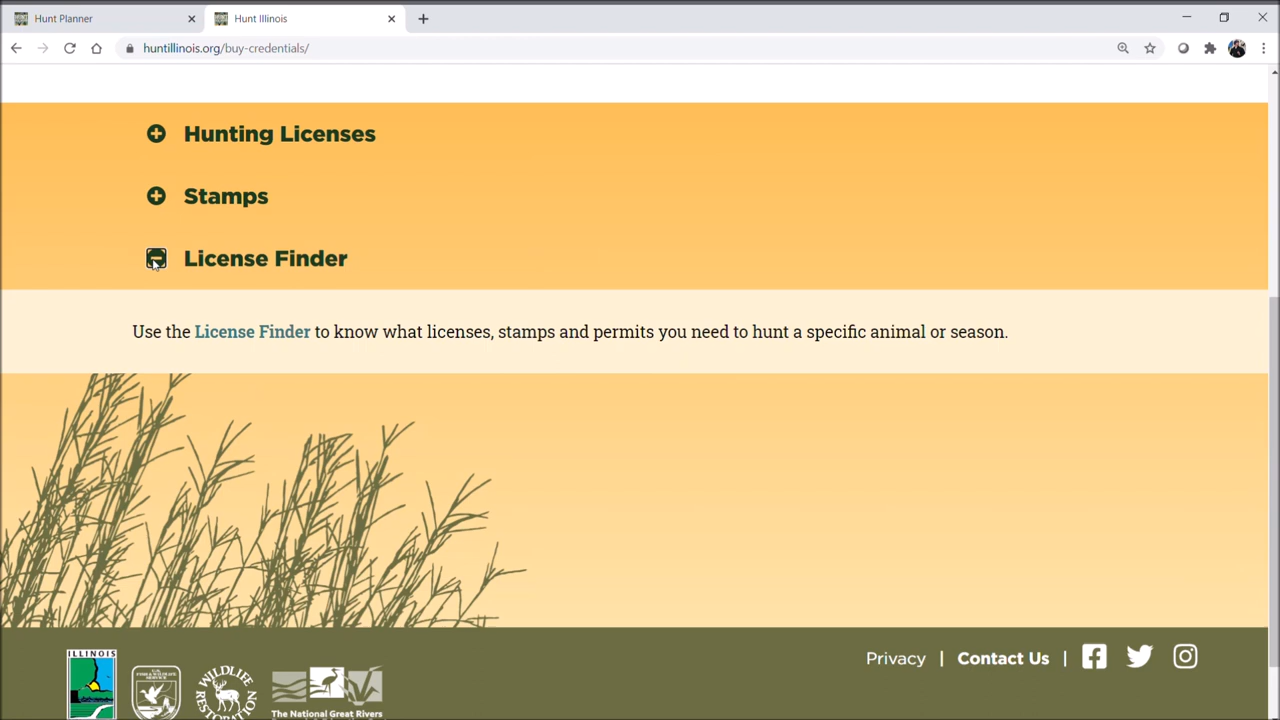 Hunt Planner
Hunt Illinois
huntillinois.org/buy-credentials/
Hunting Licenses
Stamps
License Finder
Use the License Finder to know what licenses, stamps and permits you need to hunt a specific animal or season.
Privacy | Contact Us |
ILLINOIS
WILDLIFE RESTORATION
The National Great Rivers